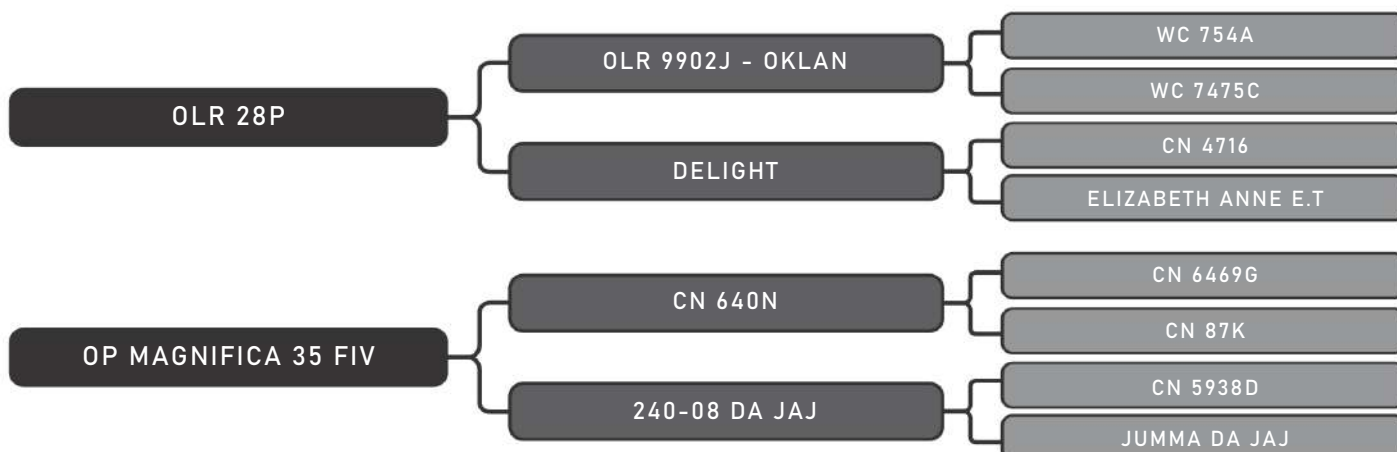 OLR 28P
OLR 9902J - OKLAN
WC 754A
WC 7475C
DELIGHT
CN 4716
ELIZABETH ANNE E.T
OP MAGNIFICA 35 FIV
CN 640N
CN 6469G
CN 87K
240-08 DA JAJ
CN 5938D
JUMMA DA JAJ